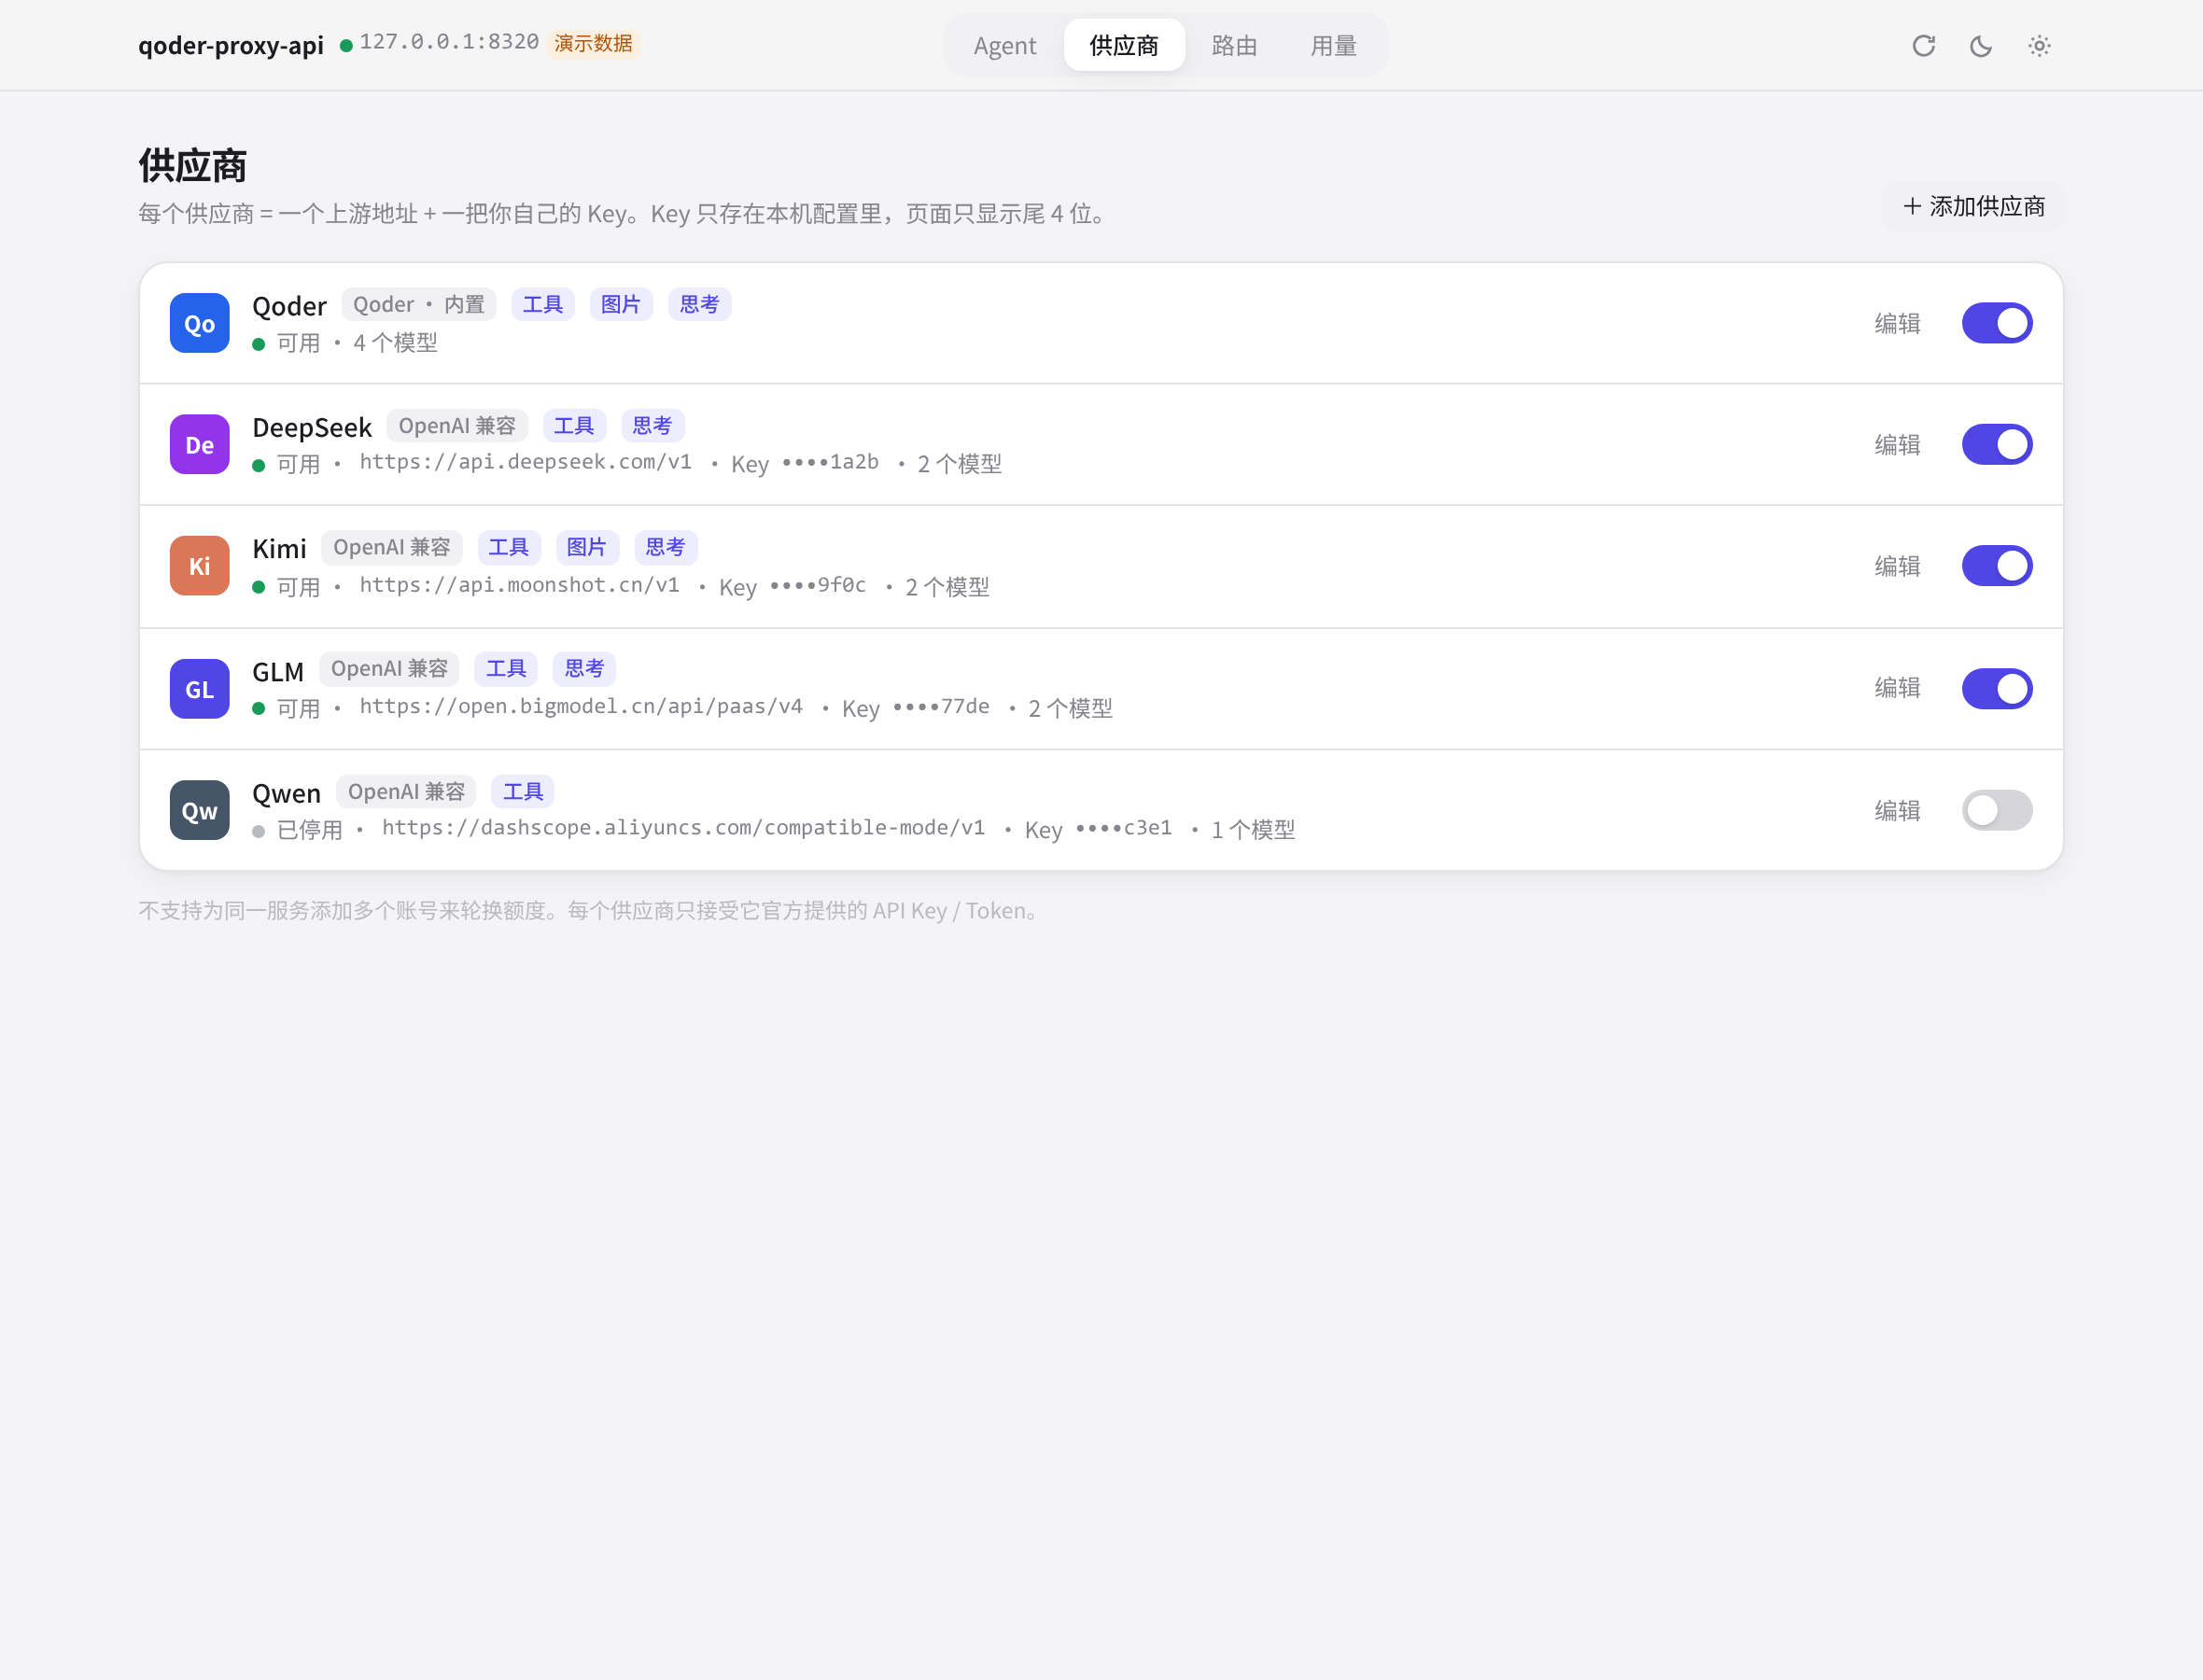 qoder-proxy-api 127.0.0.1:8320 演示数据 Agent 供应商 路由 用量
供应商
每个供应商 = 一个上游地址 + 一把你自己的 Key。Key 只存在本机配置里，页面只显示尾 4 位。
+ 添加供应商
Qo Qoder Qoder · 内置 工具 图片 思考
可用 · 4 个模型
编辑
De DeepSeek OpenAI 兼容 工具 思考
可用 · https://api.deepseek.com/v1 · Key ••••1a2b · 2 个模型
编辑
Ki Kimi OpenAI 兼容 工具 图片 思考
可用 · https://api.moonshot.cn/v1 · Key ••••9f0c · 2 个模型
编辑
GL GLM OpenAI 兼容 工具 思考
可用 · https://open.bigmodel.cn/api/paas/v4 · Key ••••77de · 2 个模型
编辑
Qw Qwen OpenAI 兼容 工具
已停用 · https://dashscope.aliyuncs.com/compatible-mode/v1 · Key ••••c3e1 · 1 个模型
编辑
不支持为同一服务添加多个账号来轮换额度。每个供应商只接受它官方提供的 API Key / Token。